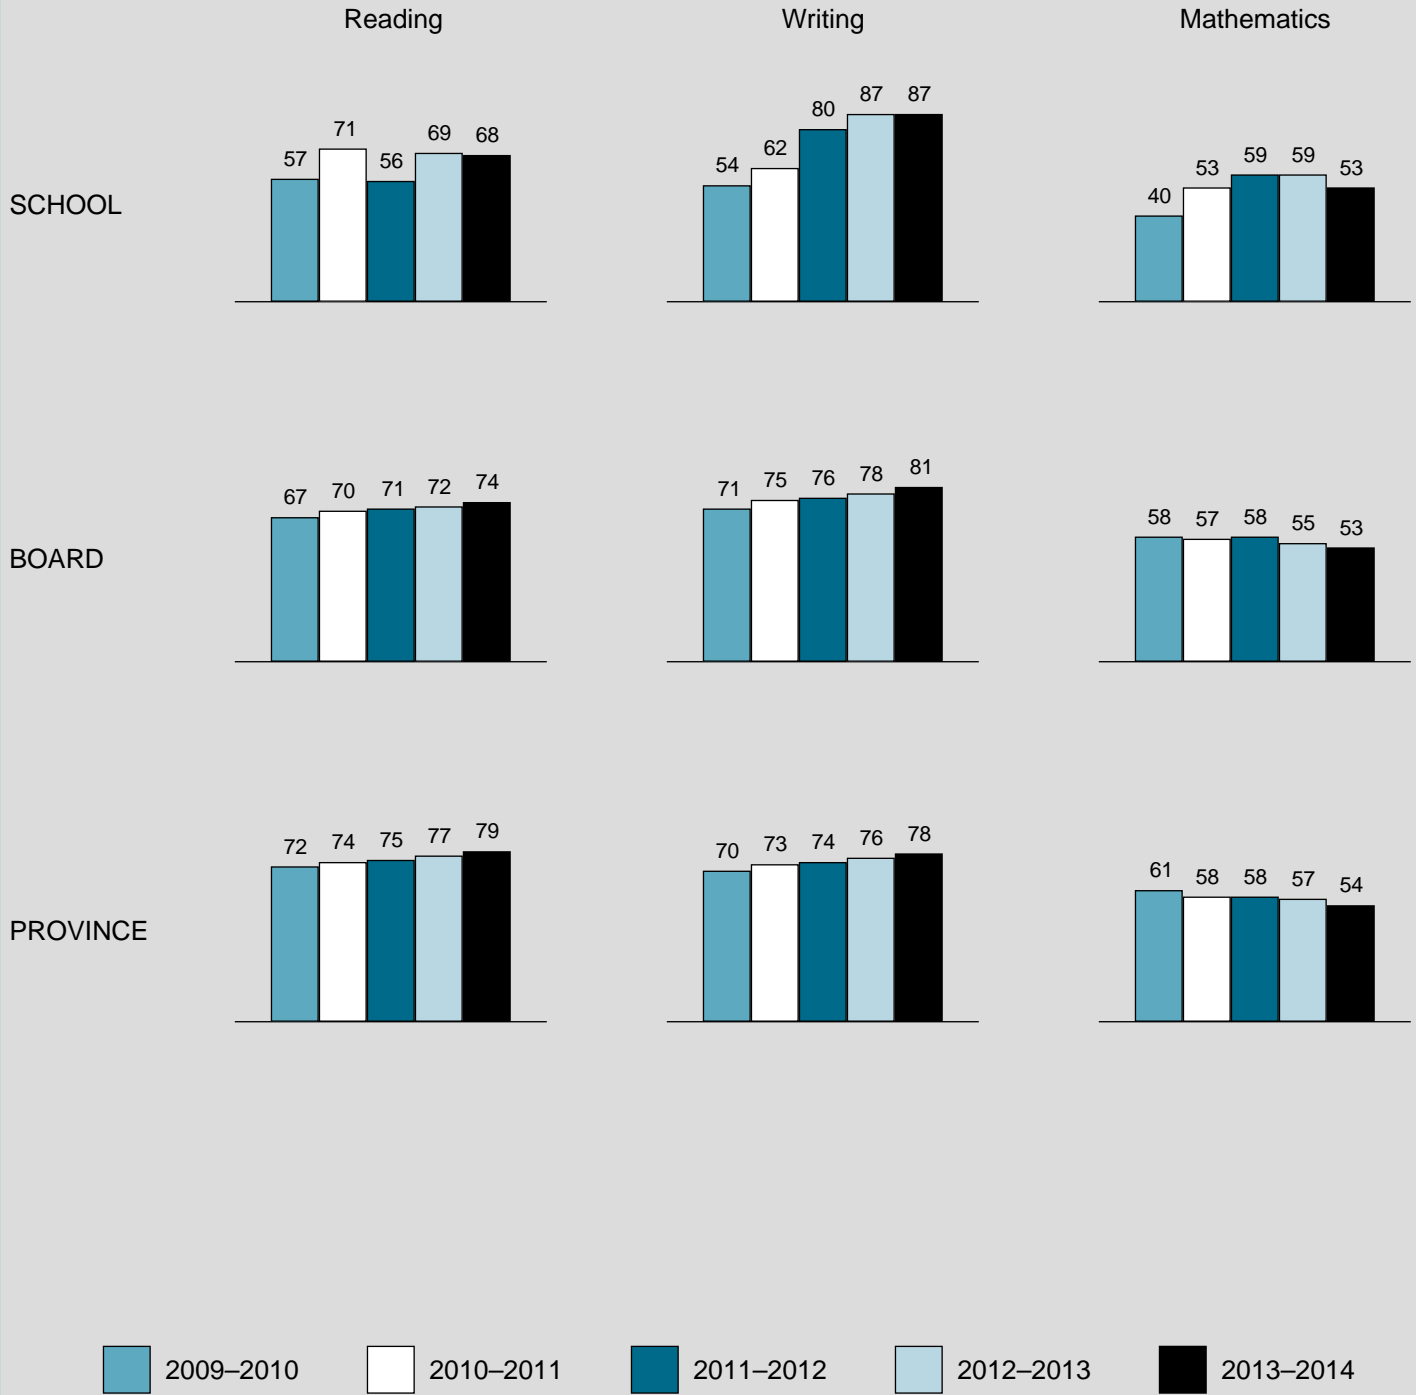 Reading Writing Mathematics
57 71 56 69 68 54 62 80 87 87 40 53 59 59 53
SCHOOL
67 70 71 72 74 71 75 76 78 81 58 57 58 55 53
BOARD
72 74 75 77 79 70 73 74 76 78 61 58 58 57 54
PROVINCE
2009–2010 2010–2011 2011–2012 2012–2013 2013–2014